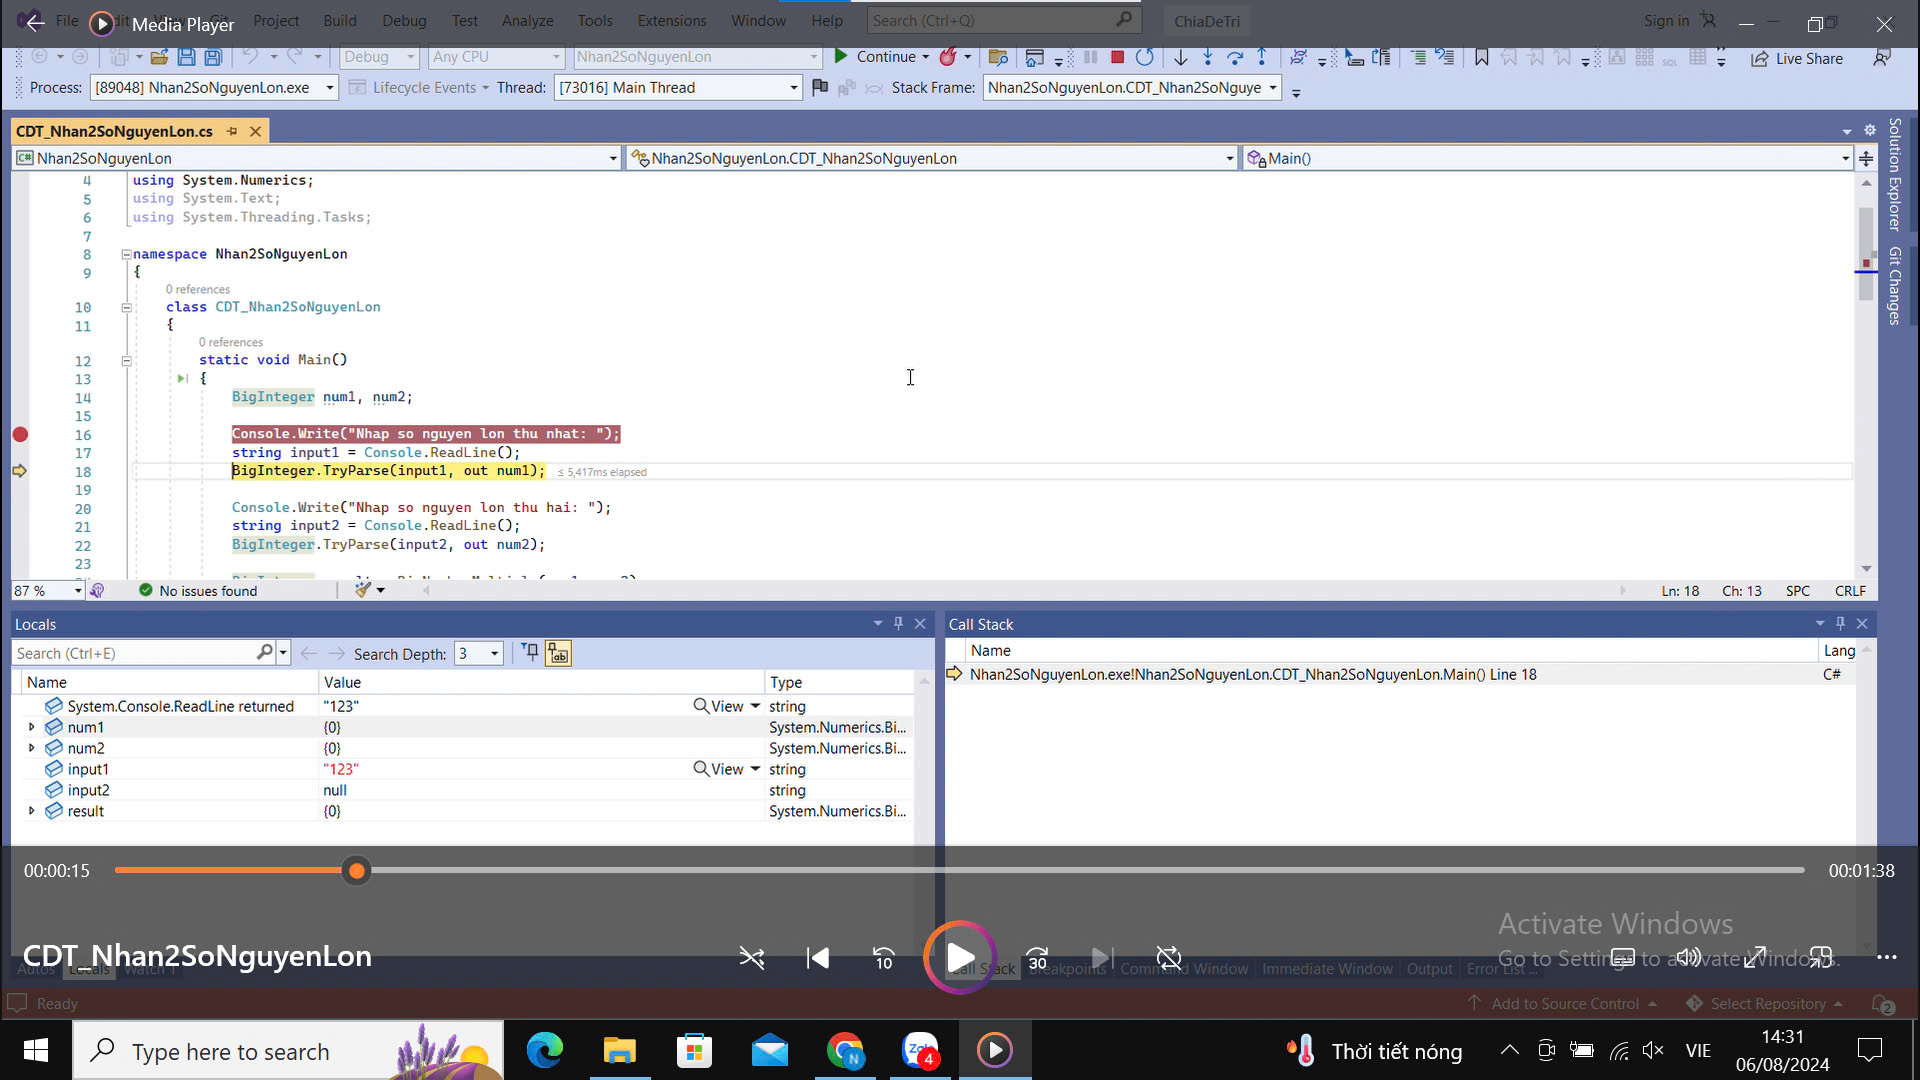 File Edit View Git Project Build Debug Test Analyze Tools Extensions Window Help Search (Ctrl+Q) ChiaDeTri Sign in
Media Player
Debug Any CPU Nhan2SoNguyenLon Continue SQL Live Share
Process: [89048] Nhan2SoNguyenLon.exe Lifecycle Events Thread: [73016] Main Thread Stack Frame: Nhan2SoNguyenLon.CDT_Nhan2SoNguye
CDT_Nhan2SoNguyenLon.cs
C# Nhan2SoNguyenLon Nhan2SoNguyenLon.CDT_Nhan2SoNguyenLon Main()
Solution Explorer
Git Changes
4 using System.Numerics;
5 using System.Text;
6 using System.Threading.Tasks;
7
8 namespace Nhan2SoNguyenLon
9 {
0 references
10 class CDT_Nhan2SoNguyenLon
11 {
0 references
12 static void Main()
13 {
14 BigInteger num1, num2;
15
16 Console.Write("Nhap so nguyen lon thu nhat: ");
17 string input1 = Console.ReadLine();
18 BigInteger.TryParse(input1, out num1); ≤ 5,417ms elapsed
19
20 Console.Write("Nhap so nguyen lon thu hai: ");
21 string input2 = Console.ReadLine();
22 BigInteger.TryParse(input2, out num2);
23
87 % No issues found Ln: 18 Ch: 13 SPC CRLF
Locals
Search (Ctrl+E) Search Depth: 3
Name Value Type
System.Console.ReadLine returned "123" View string
num1 {0} System.Numerics.Bi...
num2 {0} System.Numerics.Bi...
input1 "123" View string
input2 null string
result {0} System.Numerics.Bi...
Call Stack
Name Lang
Nhan2SoNguyenLon.exe!Nhan2SoNguyenLon.CDT_Nhan2SoNguyenLon.Main() Line 18 C#
00:00:15 00:01:38
Activate Windows
Go to Settings to activate Windows.
CDT_Nhan2SoNguyenLon
10 30
Autos Locals Watch 1 Call Stack Breakpoints Command Window Immediate Window Output Error List ...
Ready Add to Source Control Select Repository 2
Type here to search
N Zalo 4
Thời tiết nóng VIE
14:31
06/08/2024